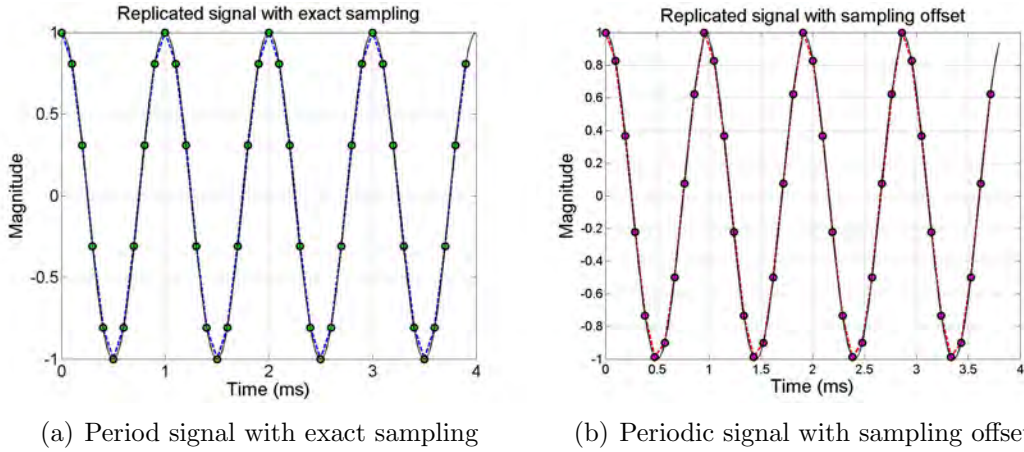 Replicated signal with exact sampling
Magnitude
1
0.5
0
-0.5
-1
0 1 2 3 4
Time (ms)
(a) Period signal with exact sampling
Replicated signal with sampling offset
Magnitude
1
0.8
0.6
0.4
0.2
0
-0.2
-0.4
-0.6
-0.8
-1
0 0.5 1 1.5 2 2.5 3 3.5 4
Time (ms)
(b) Periodic signal with sampling offset